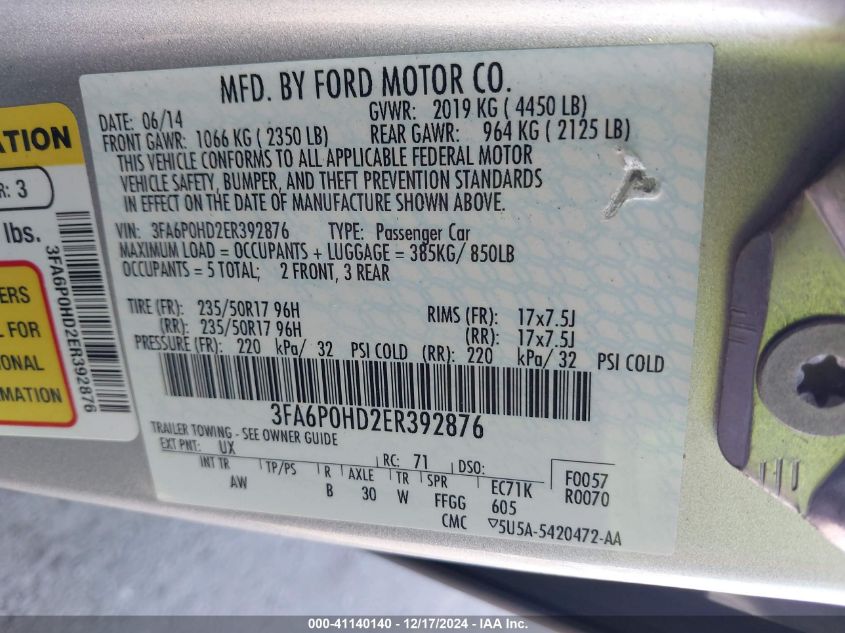 MFD. BY FORD MOTOR CO.
DATE: 06/14 GVWR: 2019 KG ( 4450 LB)
FRONT GAWR: 1066 KG ( 2350 LB) REAR GAWR: 964 KG ( 2125 LB)
THIS VEHICLE CONFORMS TO ALL APPLICABLE FEDERAL MOTOR
VEHICLE SAFETY, BUMPER, AND THEFT PREVENTION STANDARDS
IN EFFECT ON THE DATE OF MANUFACTURE SHOWN ABOVE.
VIN: 3FA6P0HD2ER392876 TYPE: Passenger Car
MAXIMUM LOAD = OCCUPANTS + LUGGAGE = 385KG/ 850LB
OCCUPANTS = 5 TOTAL; 2 FRONT, 3 REAR
TIRE (FR): 235/50R17 96H RIMS (FR): 17x7.5J
(RR): 235/50R17 96H (RR): 17x7.5J
PRESSURE (FR): 220 kPa/ 32 PSI COLD (RR): 220 kPa/ 32 PSI COLD
3FA6P0HD2ER392876
TRAILER TOWING - SEE OWNER GUIDE
EXT PNT: UX RC: 71 DSO: F0057
INT TR TP/PS R AXLE TR SPR EC71K R0070
AW B 30 W FFGG 605
CMC ▽5U5A-5420472-AA
ATION
R: 3
lbs.
3FA6P0HD2ER392876
ERS
L FOR
IONAL
RMATION
000-41140140 - 12/17/2024 - IAA Inc.